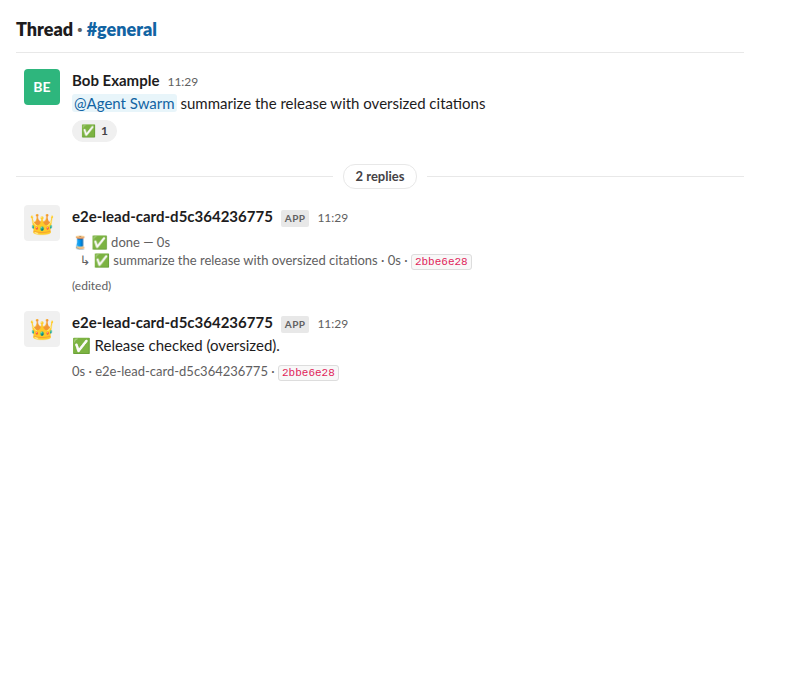 Thread • #general
BE
Bob Example 11:29
@Agent Swarm summarize the release with oversized citations
✅ 1
2 replies
e2e-lead-card-d5c364236775 APP 11:29
🧵 ✅ done — 0s
↳ ✅ summarize the release with oversized citations · 0s · 2bbe6e28
(edited)
e2e-lead-card-d5c364236775 APP 11:29
✅ Release checked (oversized).
0s · e2e-lead-card-d5c364236775 · 2bbe6e28